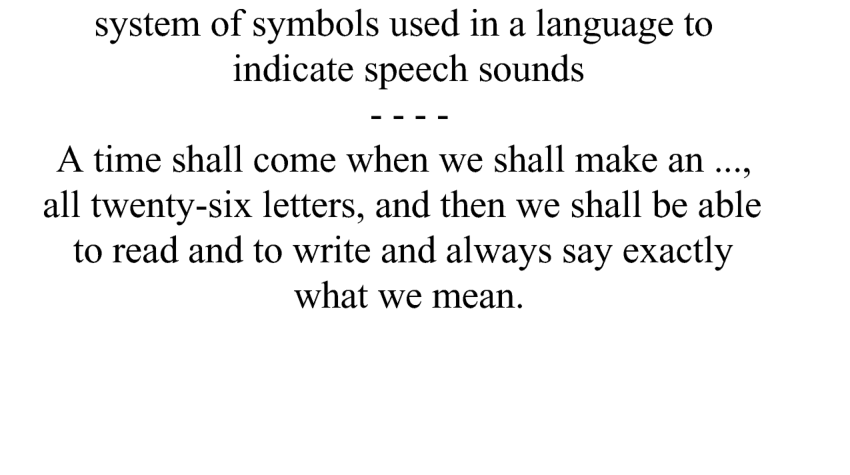 system of symbols used in a language to
indicate speech sounds
- - - -
A time shall come when we shall make an ...,
all twenty-six letters, and then we shall be able
to read and to write and always say exactly
what we mean.